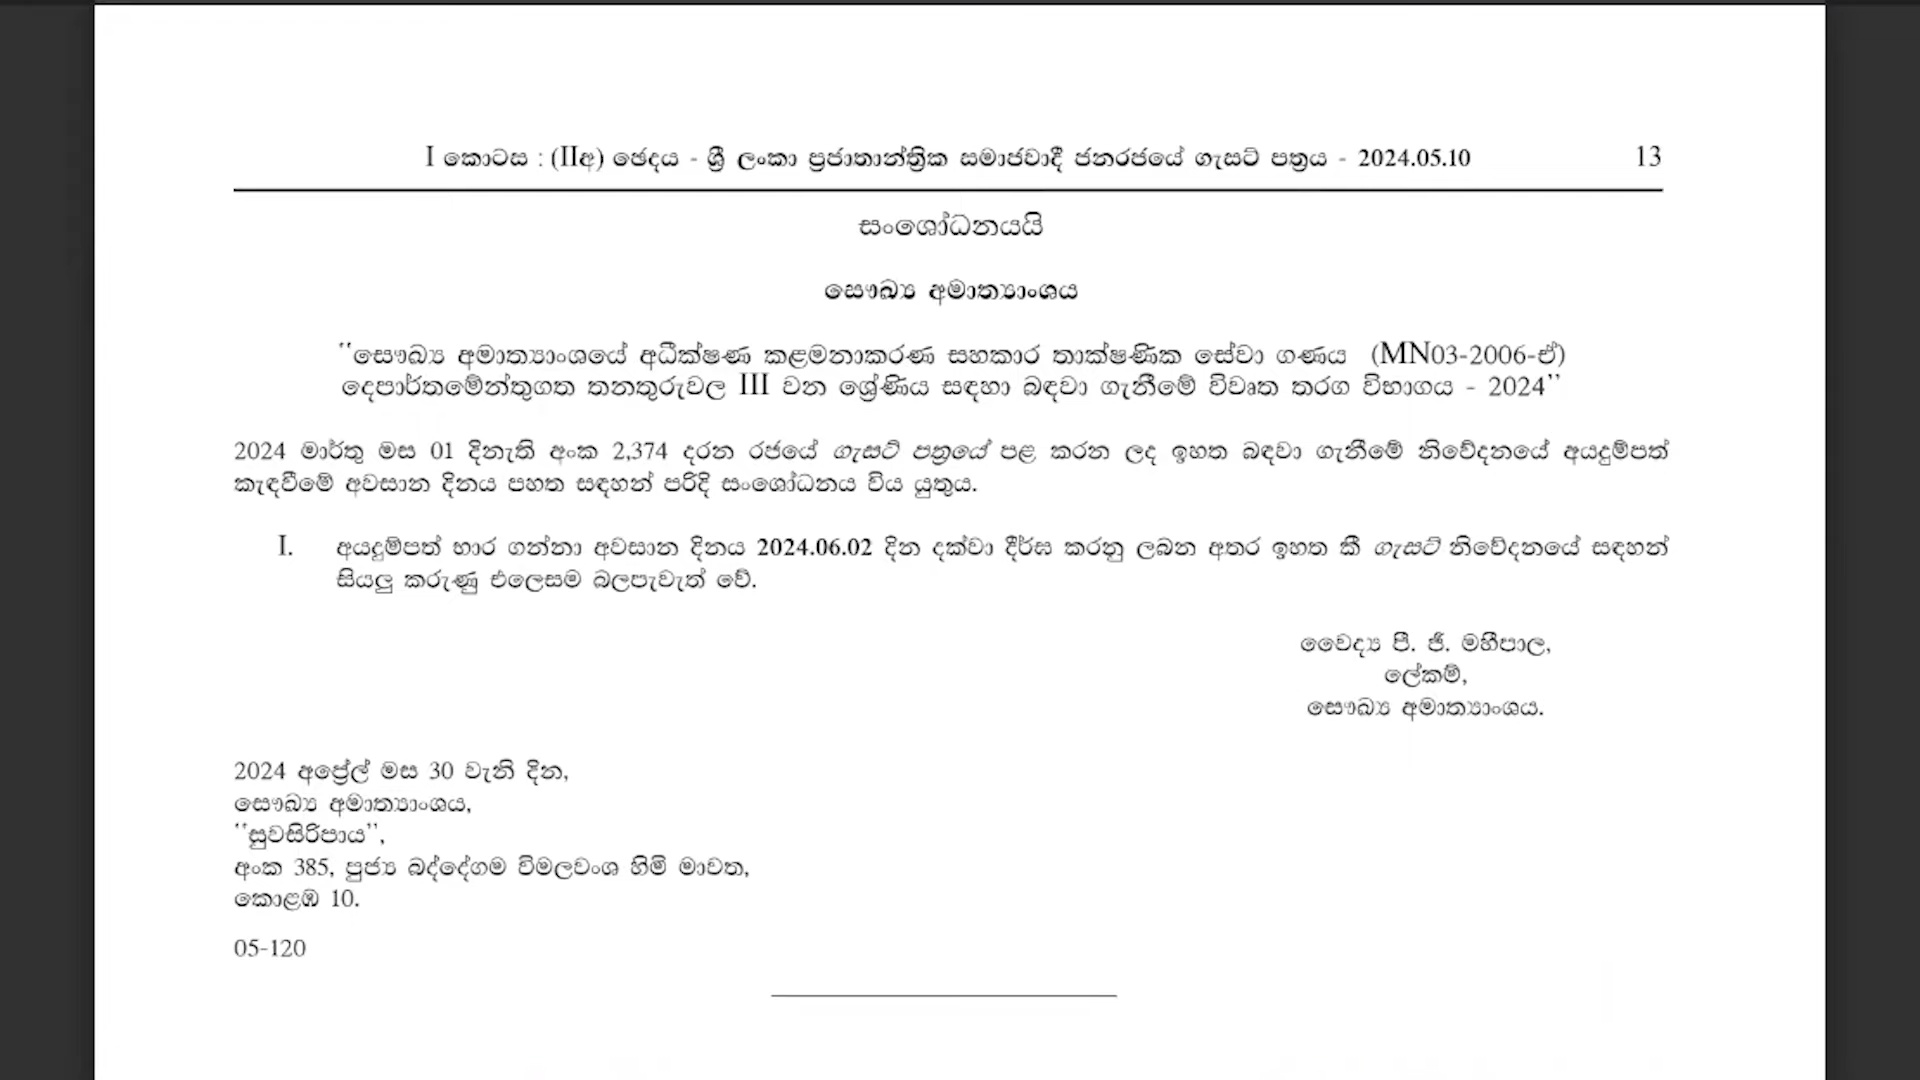 I කොටස : (IIඅ) ඡෙදය - ශ්‍රී ලංකා ප්‍රජාතාන්ත්‍රික සමාජවාදී ජනරජයේ ගැසට් පත්‍රය - 2024.05.10 13
සංශෝධනයයි
සෞඛ්‍ය අමාත්‍යාංශය
“සෞඛ්‍ය අමාත්‍යාංශයේ අධීක්ෂණ කළමනාකරණ සහකාර තාක්ෂණික සේවා ගණය (MN03-2006-ඒ)
දෙපාර්තමේන්තුගත තනතුරුවල III වන ශ්‍රේණිය සඳහා බඳවා ගැනීමේ විවෘත තරග විභාගය - 2024”
2024 මාර්තු මස 01 දිනැති අංක 2,374 දරන රජයේ ගැසට් පත්‍රයේ පළ කරන ලද ඉහත බඳවා ගැනීමේ නිවේදනයේ අයදුම්පත්
කැඳවීමේ අවසාන දිනය පහත සඳහන් පරිදි සංශෝධනය විය යුතුය.
I. අයදුම්පත් භාර ගන්නා අවසාන දිනය 2024.06.02 දින දක්වා දීර්ඝ කරනු ලබන අතර ඉහත කී ගැසට් නිවේදනයේ සඳහන්
සියලු කරුණු එලෙසම බලපැවැත් වේ.
වෛද්‍ය පී. ජී. මහීපාල,
ලේකම්,
සෞඛ්‍ය අමාත්‍යාංශය.
2024 අප්‍රේල් මස 30 වැනි දින,
සෞඛ්‍ය අමාත්‍යාංශය,
“සුවසිරිපාය”,
අංක 385, පූජ්‍ය බද්දේගම විමලවංශ හිමි මාවත,
කොළඹ 10.
05-120